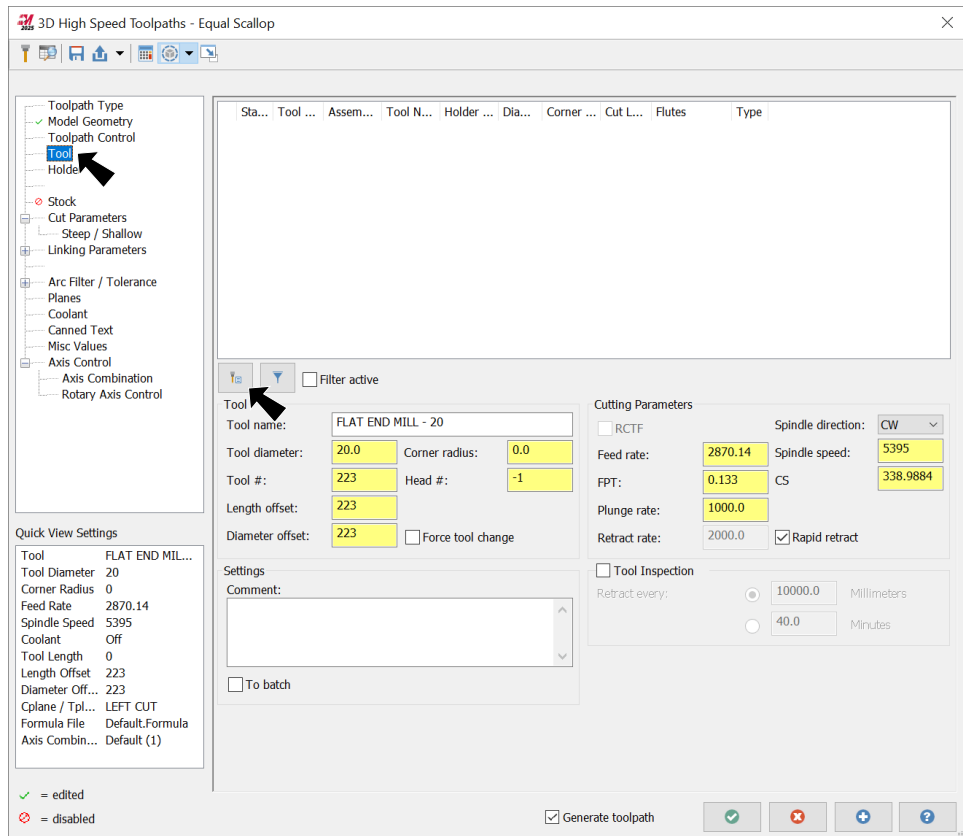 2025 3D High Speed Toolpaths - Equal Scallop
Toolpath Type
Model Geometry
Toolpath Control
Tool
Holde
Stock
Cut Parameters
Steep / Shallow
Linking Parameters
Arc Filter / Tolerance
Planes
Coolant
Canned Text
Misc Values
Axis Control
Axis Combination
Rotary Axis Control
Quick View Settings
Tool FLAT END MIL...
Tool Diameter 20
Corner Radius 0
Feed Rate 2870.14
Spindle Speed 5395
Coolant Off
Tool Length 0
Length Offset 223
Diameter Off... 223
Cplane / Tpl... LEFT CUT
Formula File Default.Formula
Axis Combin... Default (1)
= edited
= disabled
Sta... Tool ... Assem... Tool N... Holder ... Dia... Corner ... Cut L... Flutes Type
Filter active
Tool
Tool name: FLAT END MILL - 20
Tool diameter: 20.0 Corner radius: 0.0
Tool #: 223 Head #: -1
Length offset: 223
Diameter offset: 223 Force tool change
Settings
Comment:
To batch
Cutting Parameters
RCTF Spindle direction: CW
Feed rate: 2870.14 Spindle speed: 5395
FPT: 0.133 CS 338.9884
Plunge rate: 1000.0
Retract rate: 2000.0 Rapid retract
Tool Inspection
Retract every: 10000.0 Millimeters
40.0 Minutes
Generate toolpath